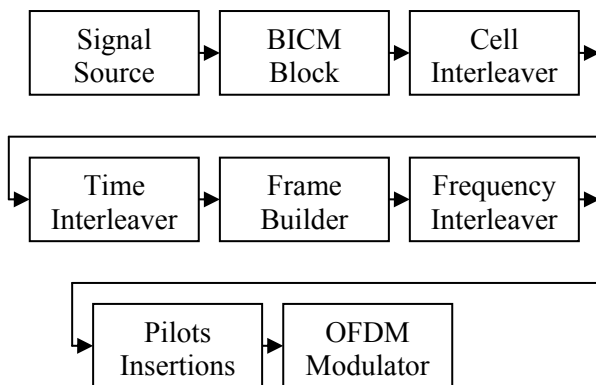 Signal
Source
BICM
Block
Cell
Interleaver
Time
Interleaver
Frame
Builder
Frequency
Interleaver
Pilots
Insertions
OFDM
Modulator